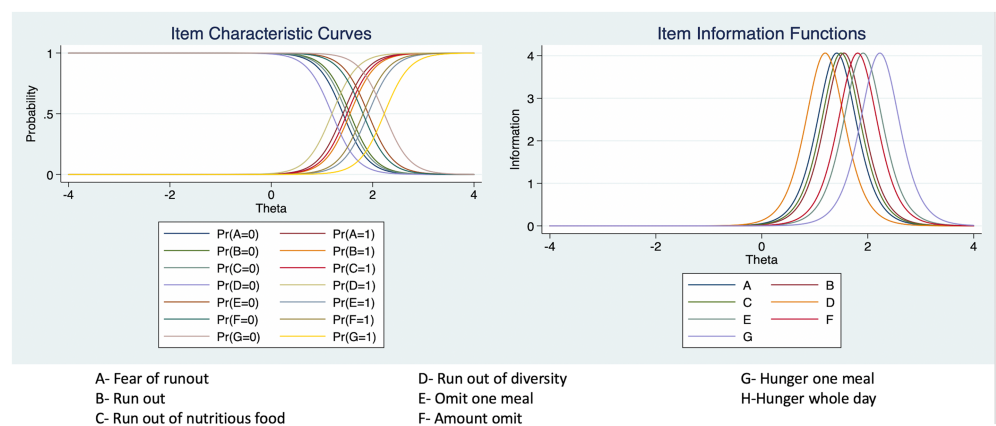 Item Characteristic Curves
1
.5
0
Probability
-4 -2 0 2 4
Theta
Pr(A=0) Pr(A=1)
Pr(B=0) Pr(B=1)
Pr(C=0) Pr(C=1)
Pr(D=0) Pr(D=1)
Pr(E=0) Pr(E=1)
Pr(F=0) Pr(F=1)
Pr(G=0) Pr(G=1)
Item Information Functions
4
3
2
1
0
Information
-4 -2 0 2 4
Theta
A B
C D
E F
G
A- Fear of runout
B- Run out
C- Run out of nutritious food
D- Run out of diversity
E- Omit one meal
F- Amount omit
G- Hunger one meal
H-Hunger whole day